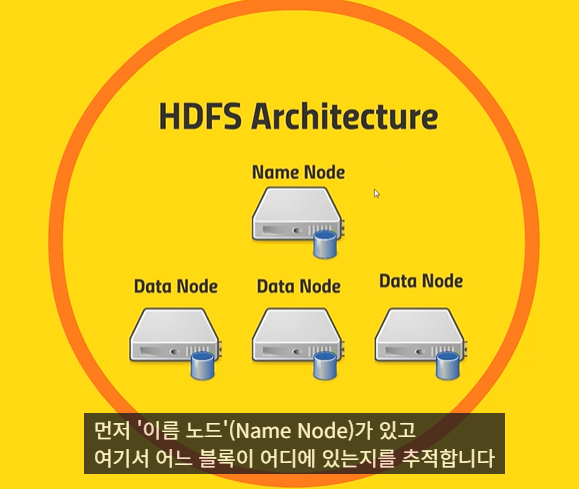 HDFS Architecture
Name Node
Data Node
Data Node
Data Node
먼저 '이름 노드'(Name Node)가 있고
여기서 어느 블록이 어디에 있는지를 추적합니다